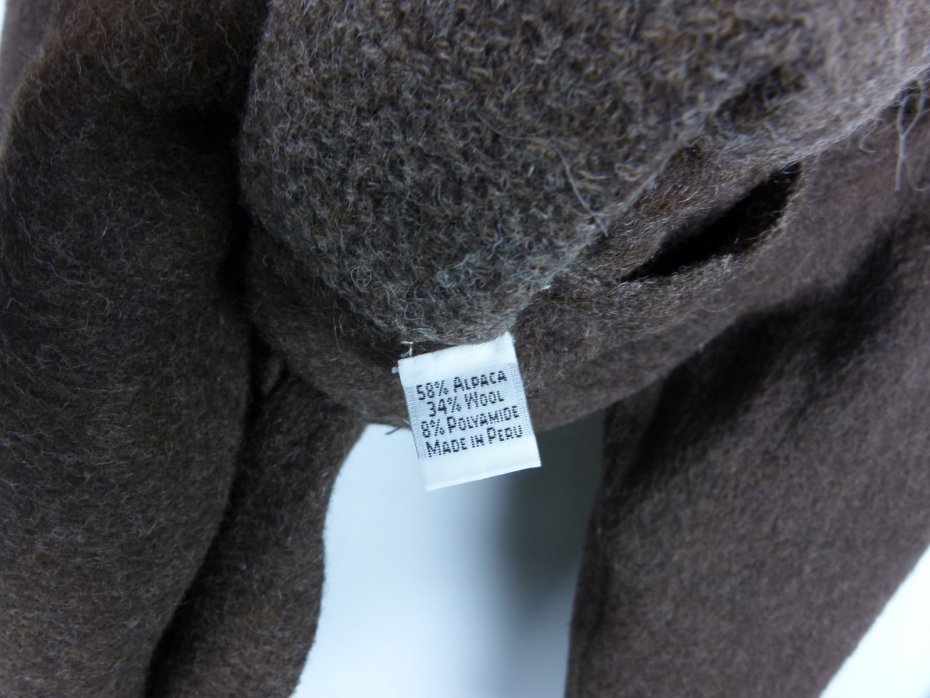 58% Alpaca
34% Wool
8% Polyamide
Made in Peru